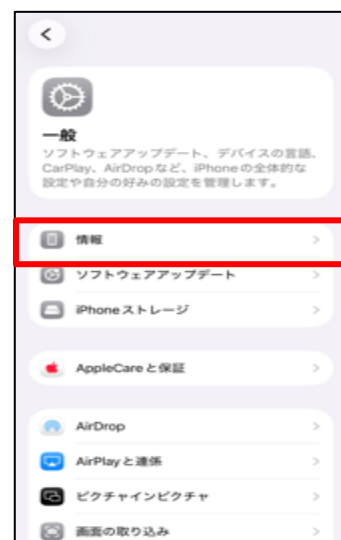 一般
ソフトウェアアップデート、デバイスの言語、
CarPlay、AirDropなど、iPhoneの全体的な
設定や自分の好みの設定を管理します。
情報
ソフトウェアアップデート
iPhoneストレージ
AppleCareと保証
AirDrop
AirPlayと連係
ピクチャインピクチャ
画面の取り込み